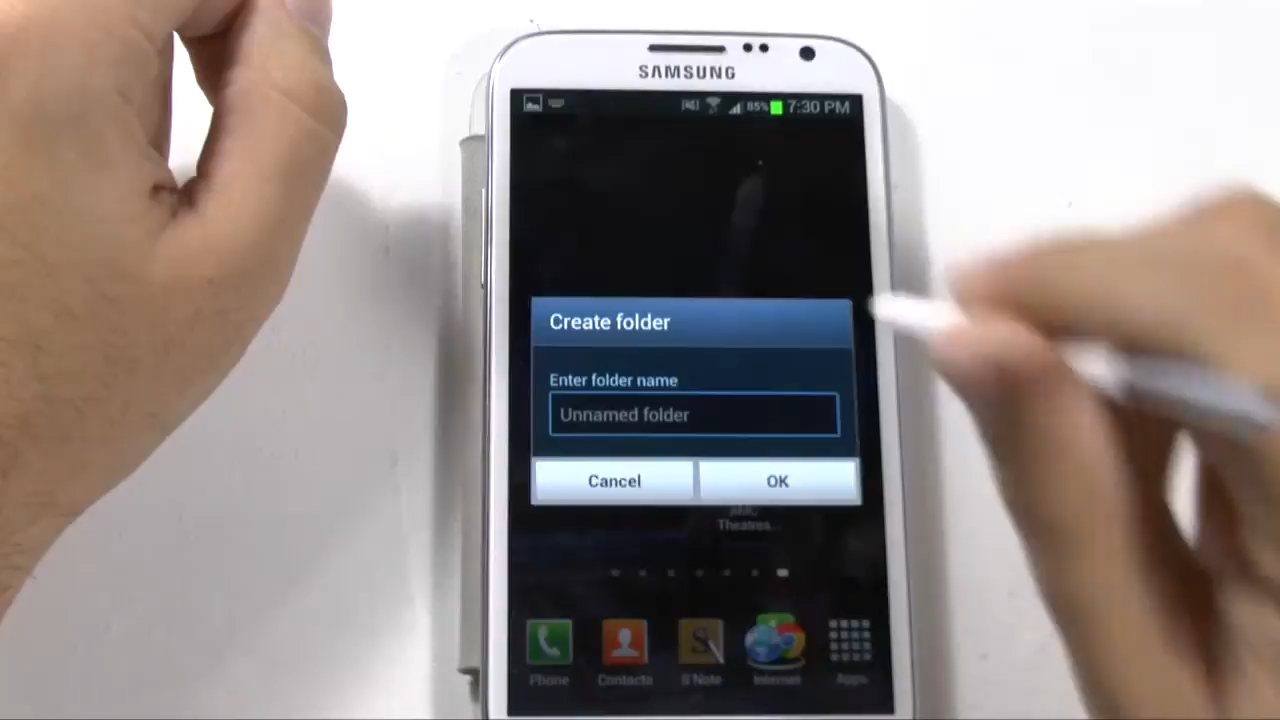 SAMSUNG
85% 7:30 PM
Create folder
Enter folder name
Unnamed folder
Cancel OK
Theatres...
Phone Contacts S Note Internet Apps